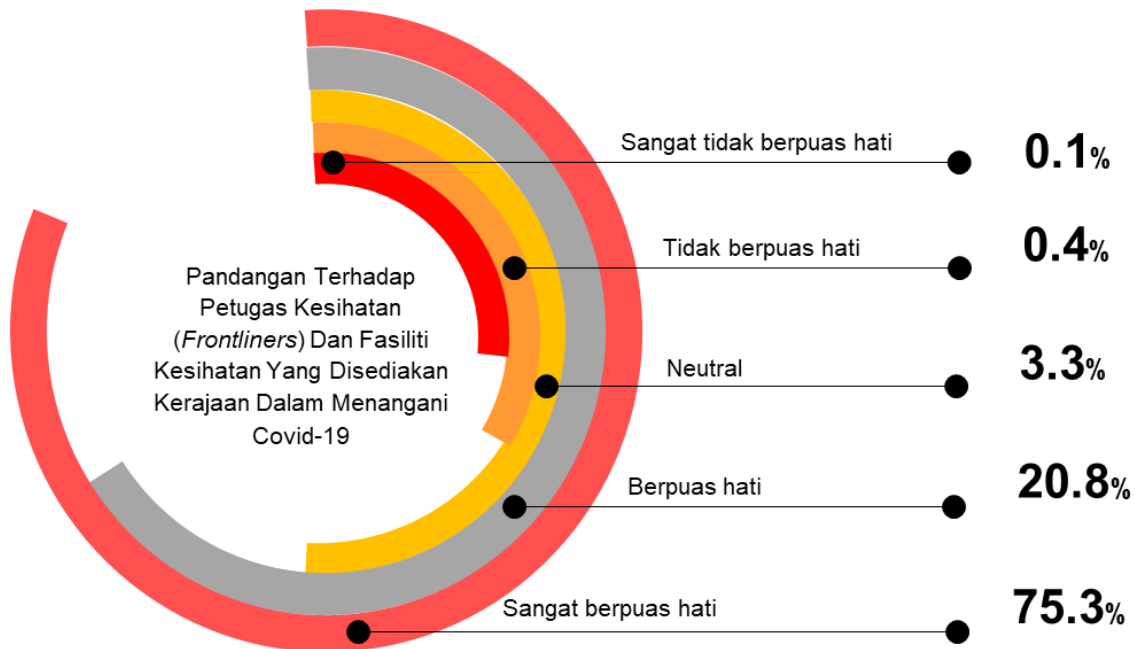 Sangat tidak berpuas hati 0.1%
Tidak berpuas hati 0.4%
Pandangan Terhadap
Petugas Kesihatan
(Frontliners) Dan Fasiliti
Kesihatan Yang Disediakan
Kerajaan Dalam Menangani
Covid-19
Neutral 3.3%
Berpuas hati 20.8%
Sangat berpuas hati 75.3%